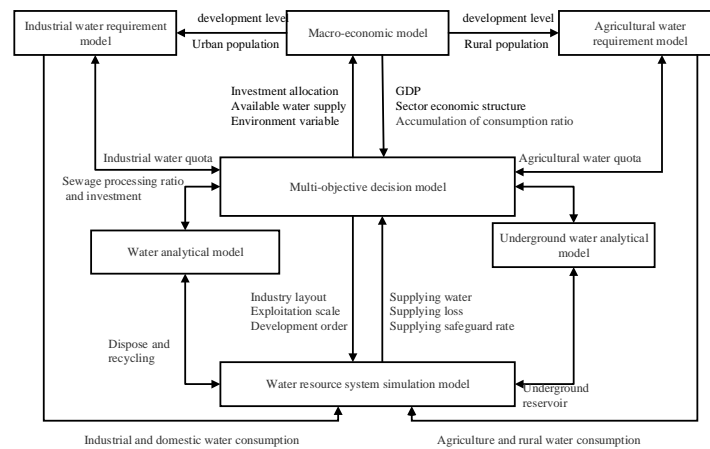 development level
development level
Industrial water requirement
model
Macro-economic model
Agricultural water
requirement model
Urban population
Rural population
Investment allocation
Available water supply
Environment variable
GDP
Sector economic structure
Accumulation of consumption ratio
Industrial water quota
Agricultural water quota
Sewage processing ratio
and investment
Multi-objective decision model
Water analytical model
Underground water analytical
model
Industry layout
Exploitation scale
Development order
Supplying water
Supplying loss
Supplying safeguard rate
Dispose and
recycling
Water resource system simulation model
Underground
reservoir
Industrial and domestic water consumption
Agriculture and rural water consumption